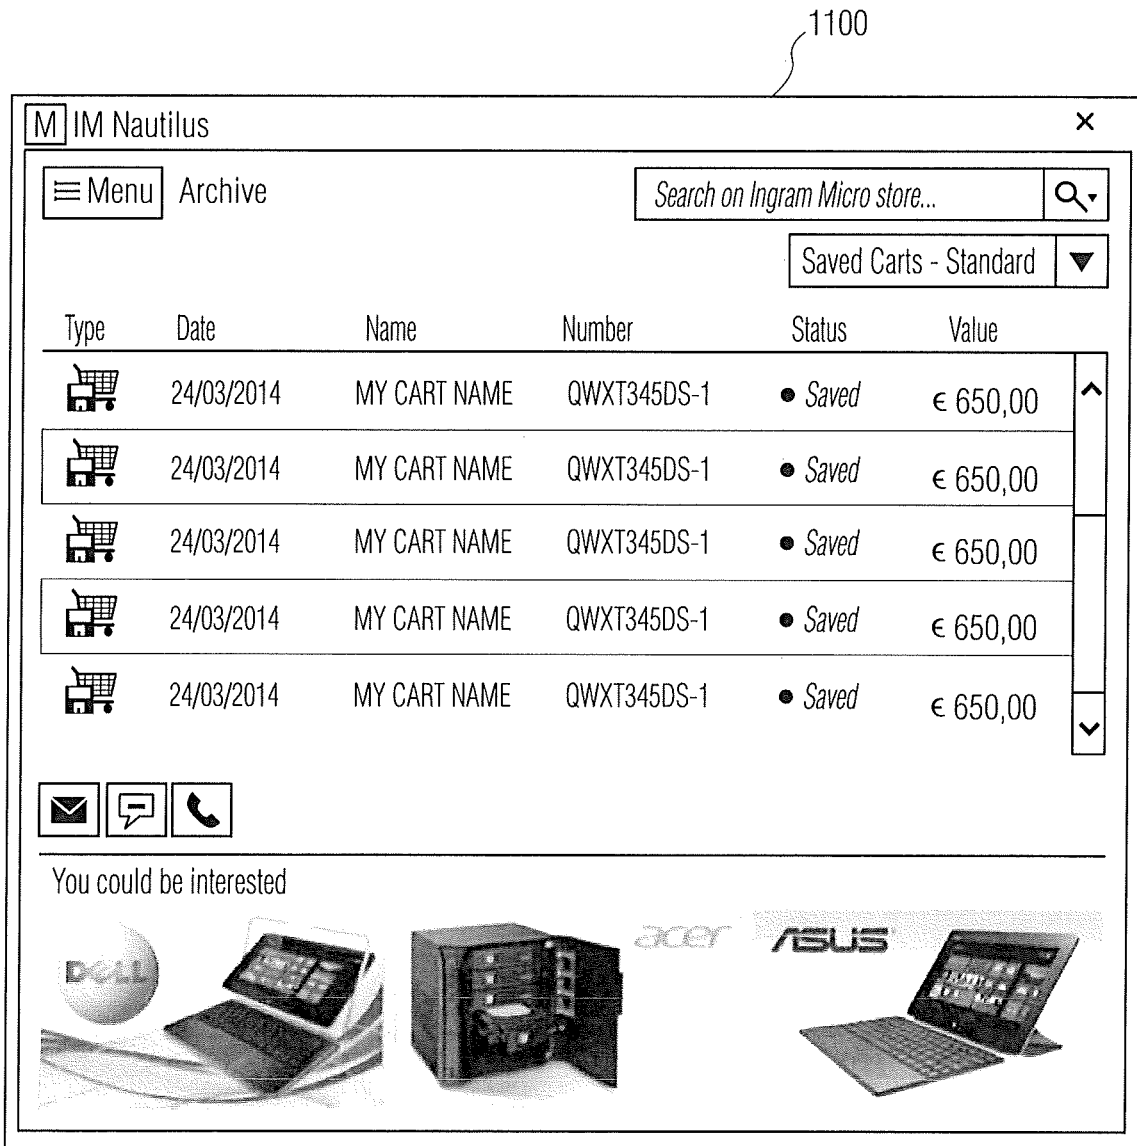 1100
M IM Nautilus ×
Menu Archive Search on Ingram Micro store...
Saved Carts - Standard
Type Date Name Number Status Value
24/03/2014 MY CART NAME QWXT345DS-1 • Saved € 650,00
24/03/2014 MY CART NAME QWXT345DS-1 • Saved € 650,00
24/03/2014 MY CART NAME QWXT345DS-1 • Saved € 650,00
24/03/2014 MY CART NAME QWXT345DS-1 • Saved € 650,00
24/03/2014 MY CART NAME QWXT345DS-1 • Saved € 650,00
You could be interested
DELL acer ASUS